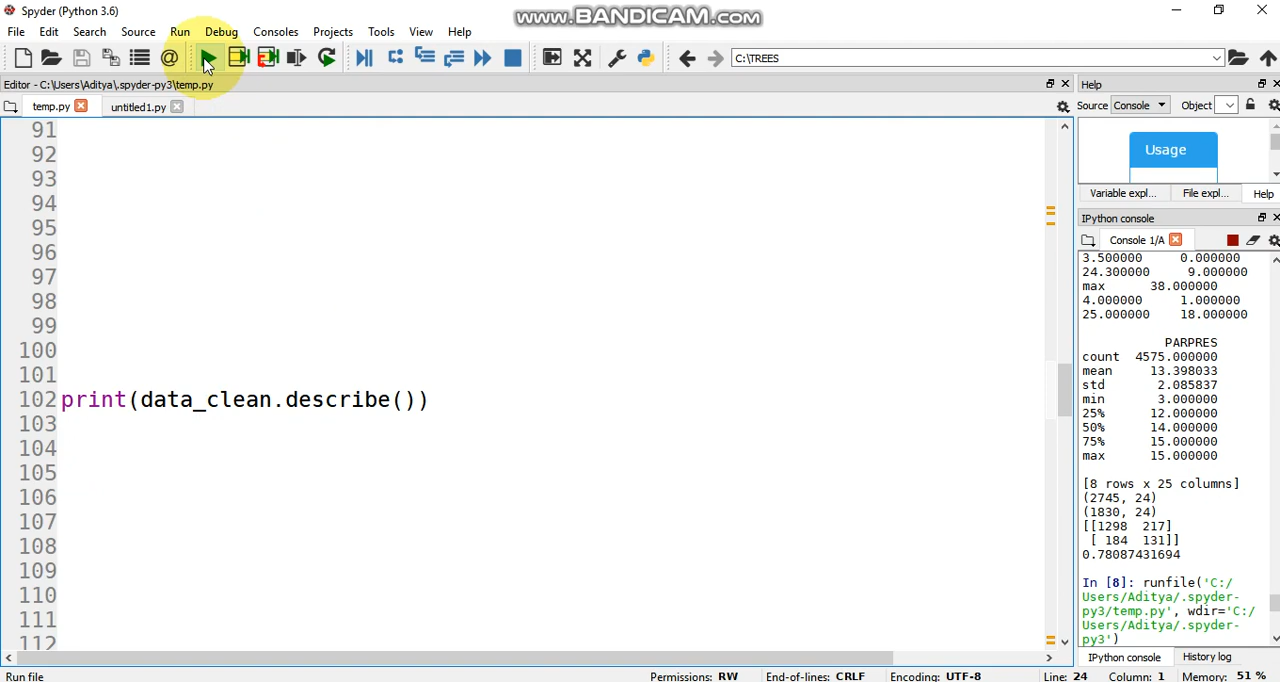 Spyder (Python 3.6)
www.BANDICAM.com
File Edit Search Source Run Debug Consoles Projects Tools View Help
C:\TREES
Editor - C:\Users\Aditya\.spyder-py3\temp.py
Help
temp.py untitled1.py
Source Console Object
91
92
93
94
95
96
97
98
99
100
101
102 print(data_clean.describe())
103
104
105
106
107
108
109
110
111
112
Usage
Variable expl... File expl... Help
IPython console
Console 1/A
3.500000 0.000000
24.300000 9.000000
max 38.000000
4.000000 1.000000
25.000000 18.000000
PARPRES
count 4575.000000
mean 13.398033
std 2.085837
min 3.000000
25% 12.000000
50% 14.000000
75% 15.000000
max 15.000000
[8 rows x 25 columns]
(2745, 24)
(1830, 24)
[[1298 217]
[ 184 131]]
0.78087431694
In [8]: runfile('C:/
Users/Aditya/.spyder-
py3/temp.py', wdir='C:/
Users/Aditya/.spyder-
py3')
IPython console History log
Run file Permissions: RW End-of-lines: CRLF Encoding: UTF-8 Line: 24 Column: 1 Memory: 51 %